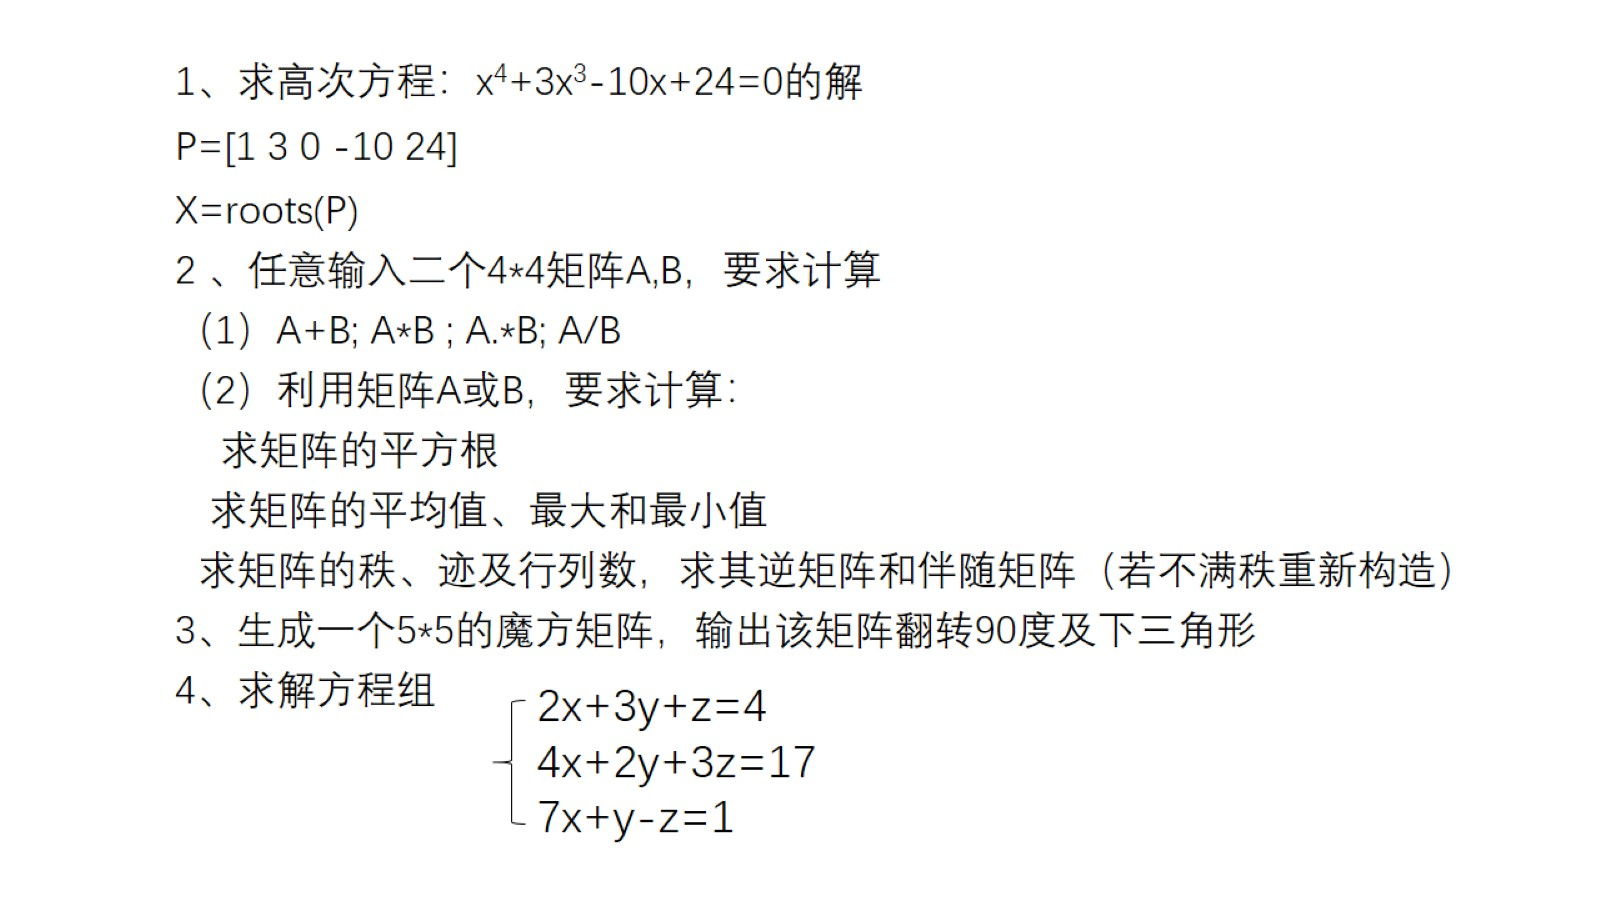 1、求高次方程：x⁴+3x³-10x+24=0的解
P=[1 3 0 -10 24]
X=roots(P)
2 、任意输入二个4*4矩阵A,B，要求计算
（1）A+B; A*B ; A.*B; A/B
（2）利用矩阵A或B，要求计算：
求矩阵的平方根
求矩阵的平均值、最大和最小值
求矩阵的秩、迹及行列数，求其逆矩阵和伴随矩阵（若不满秩重新构造）
3、生成一个5*5的魔方矩阵，输出该矩阵翻转90度及下三角形
4、求解方程组
2x+3y+z=4
4x+2y+3z=17
7x+y-z=1